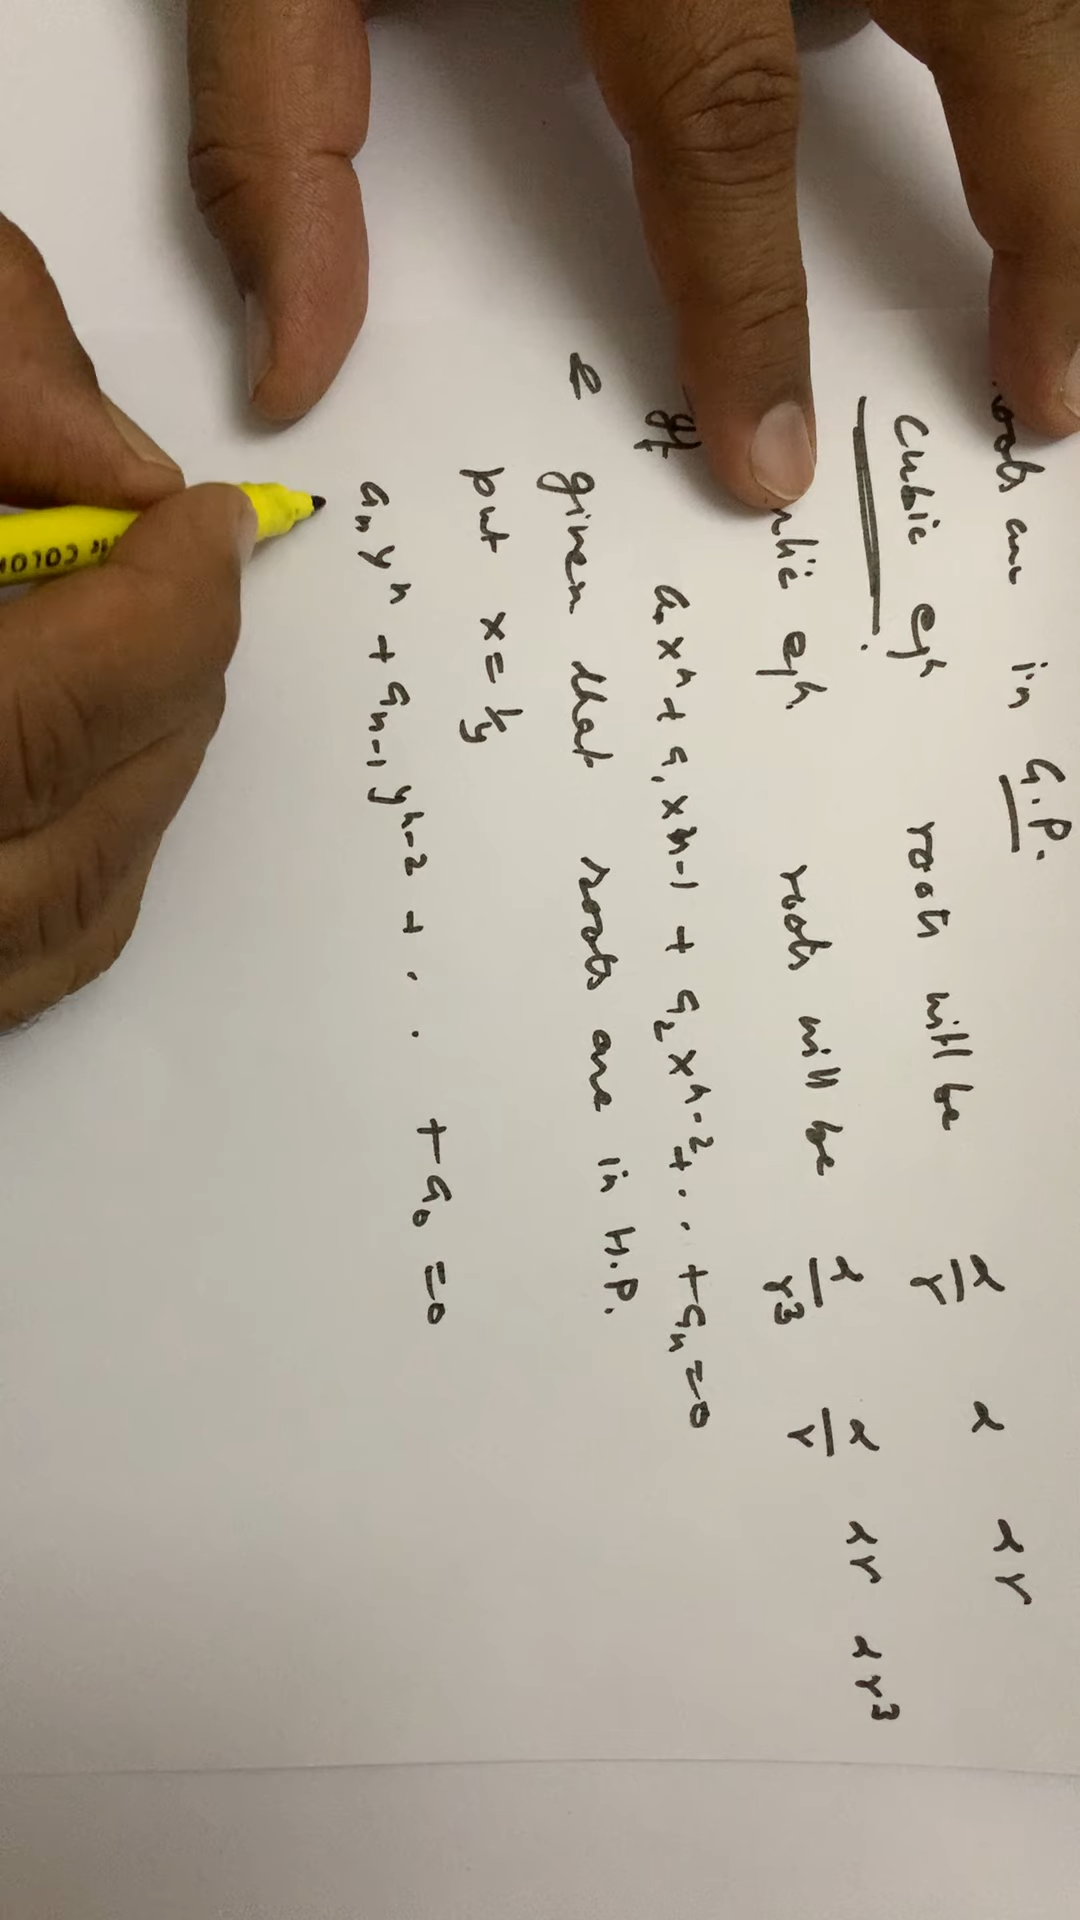 roots are in G.P.
Cubic eqn roots will be α/r α αr
eqn. roots will be α/r³ α/r αr αr³
If a₀xⁿ + a₁xⁿ⁻¹ + a₂xⁿ⁻² + .. + aₙ = 0
& given that roots are in H.P.
put x = 1/y
aₙyⁿ + aₙ₋₁yⁿ⁻² + . . + a₀ = 0
COLO